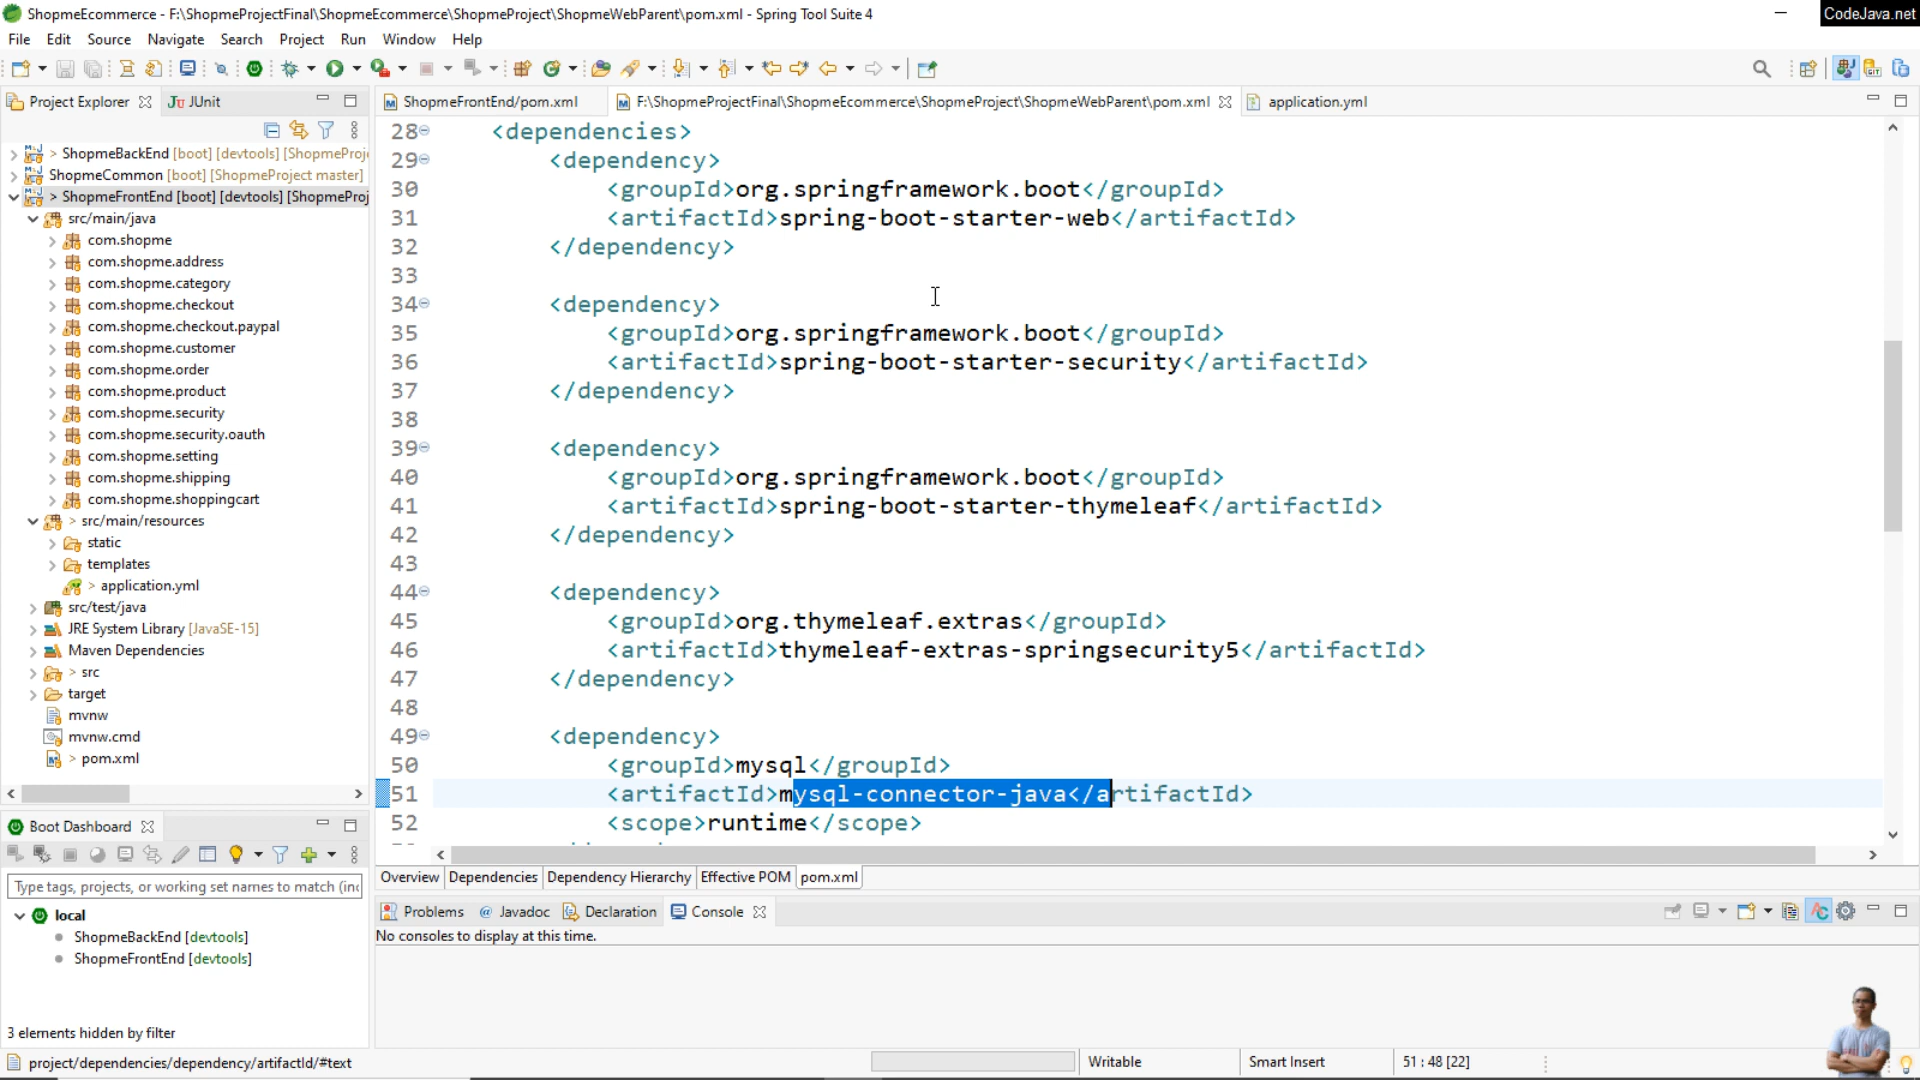 ShopmeEcommerce - F:\ShopmeProjectFinal\ShopmeEcommerce\ShopmeProject\ShopmeWebParent\pom.xml - Spring Tool Suite 4
CodeJava.net
File Edit Source Navigate Search Project Run Window Help
Project Explorer
JUnit
ShopmeFrontEnd/pom.xml
F:\ShopmeProjectFinal\ShopmeEcommerce\ShopmeProject\ShopmeWebParent\pom.xml
application.yml
> ShopmeBackEnd [boot] [devtools] [ShopmeProj
ShopmeCommon [boot] [ShopmeProject master]
> ShopmeFrontEnd [boot] [devtools] [ShopmeProj
src/main/java
com.shopme
com.shopme.address
com.shopme.category
com.shopme.checkout
com.shopme.checkout.paypal
com.shopme.customer
com.shopme.order
com.shopme.product
com.shopme.security
com.shopme.security.oauth
com.shopme.setting
com.shopme.shipping
com.shopme.shoppingcart
> src/main/resources
static
templates
> application.yml
src/test/java
JRE System Library [JavaSE-15]
Maven Dependencies
> src
target
mvnw
mvnw.cmd
> pom.xml
28 <dependencies>
29 <dependency>
30 <groupId>org.springframework.boot</groupId>
31 <artifactId>spring-boot-starter-web</artifactId>
32 </dependency>
33
34 <dependency>
35 <groupId>org.springframework.boot</groupId>
36 <artifactId>spring-boot-starter-security</artifactId>
37 </dependency>
38
39 <dependency>
40 <groupId>org.springframework.boot</groupId>
41 <artifactId>spring-boot-starter-thymeleaf</artifactId>
42 </dependency>
43
44 <dependency>
45 <groupId>org.thymeleaf.extras</groupId>
46 <artifactId>thymeleaf-extras-springsecurity5</artifactId>
47 </dependency>
48
49 <dependency>
50 <groupId>mysql</groupId>
51 <artifactId>mysql-connector-java</artifactId>
52 <scope>runtime</scope>
Overview Dependencies Dependency Hierarchy Effective POM pom.xml
Boot Dashboard
Type tags, projects, or working set names to match (inc
local
ShopmeBackEnd [devtools]
ShopmeFrontEnd [devtools]
3 elements hidden by filter
Problems Javadoc Declaration Console
No consoles to display at this time.
project/dependencies/dependency/artifactId/#text
Writable
Smart Insert
51 : 48 [22]